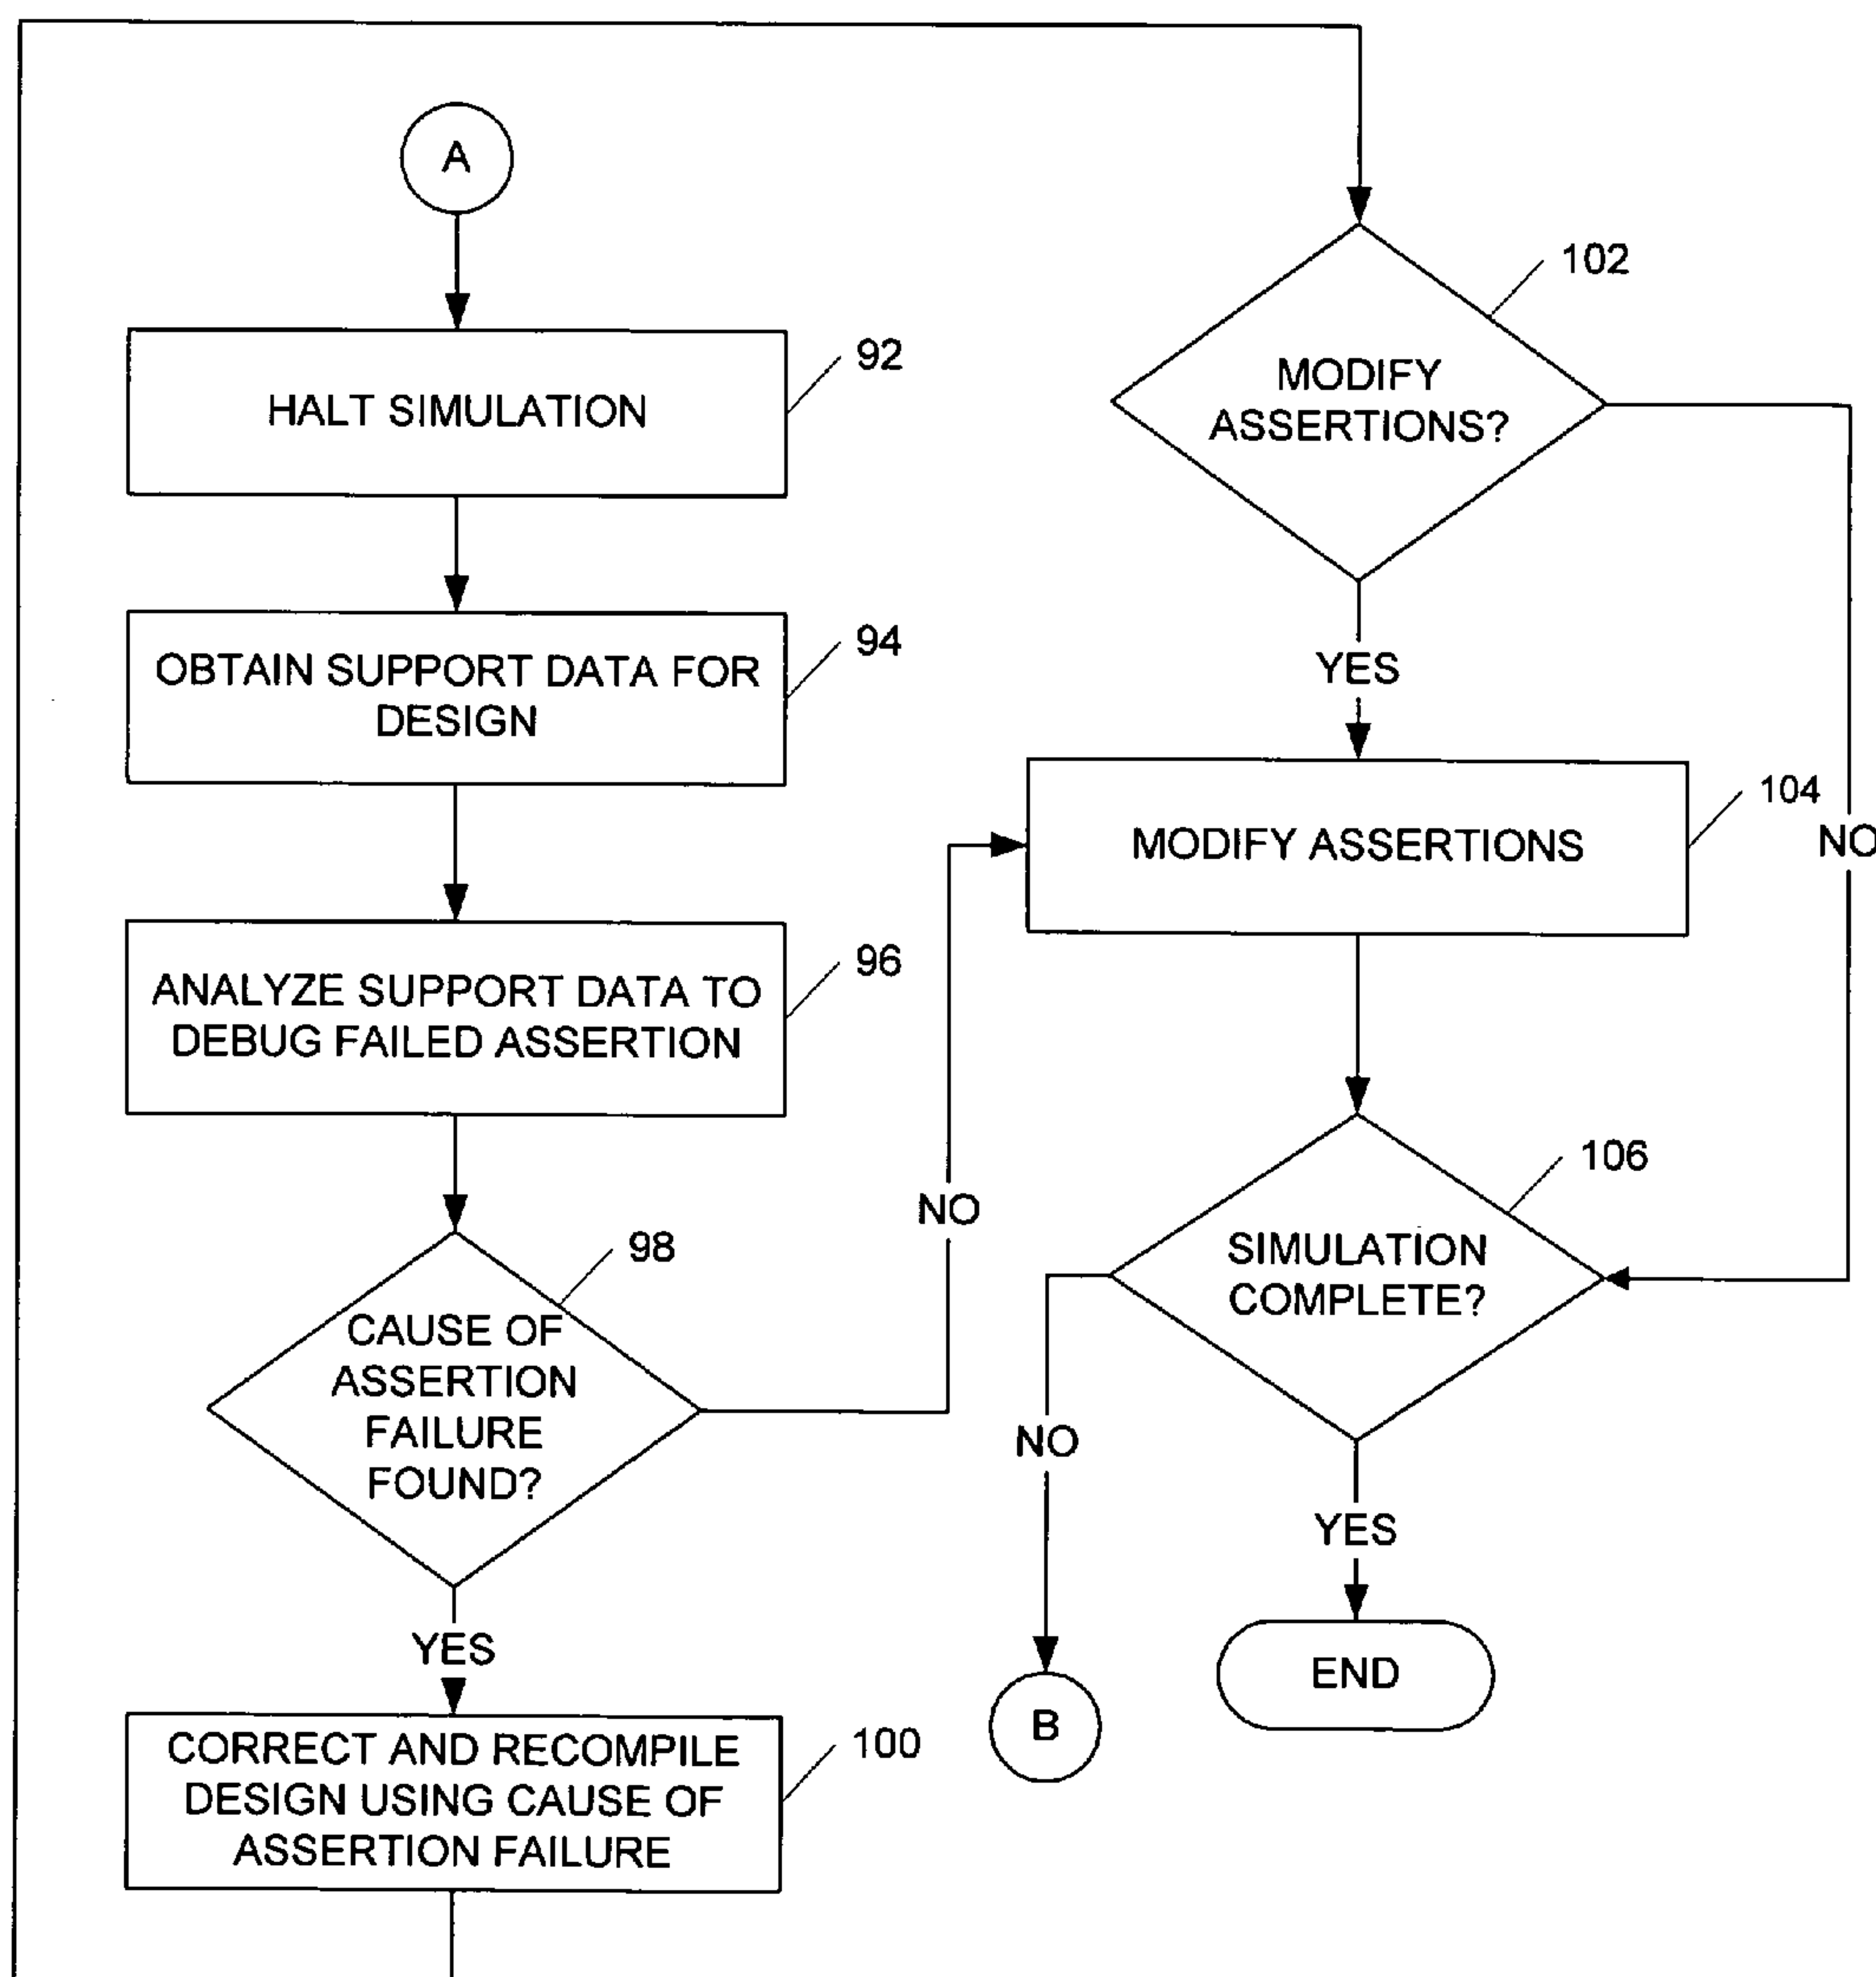 A
HALT SIMULATION
92
OBTAIN SUPPORT DATA FOR
DESIGN
94
ANALYZE SUPPORT DATA TO
DEBUG FAILED ASSERTION
96
CAUSE OF
ASSERTION
FAILURE
FOUND?
98
NO
YES
CORRECT AND RECOMPILE
DESIGN USING CAUSE OF
ASSERTION FAILURE
100
MODIFY
ASSERTIONS?
102
YES
NO
MODIFY ASSERTIONS
104
SIMULATION
COMPLETE?
106
NO
YES
B
END